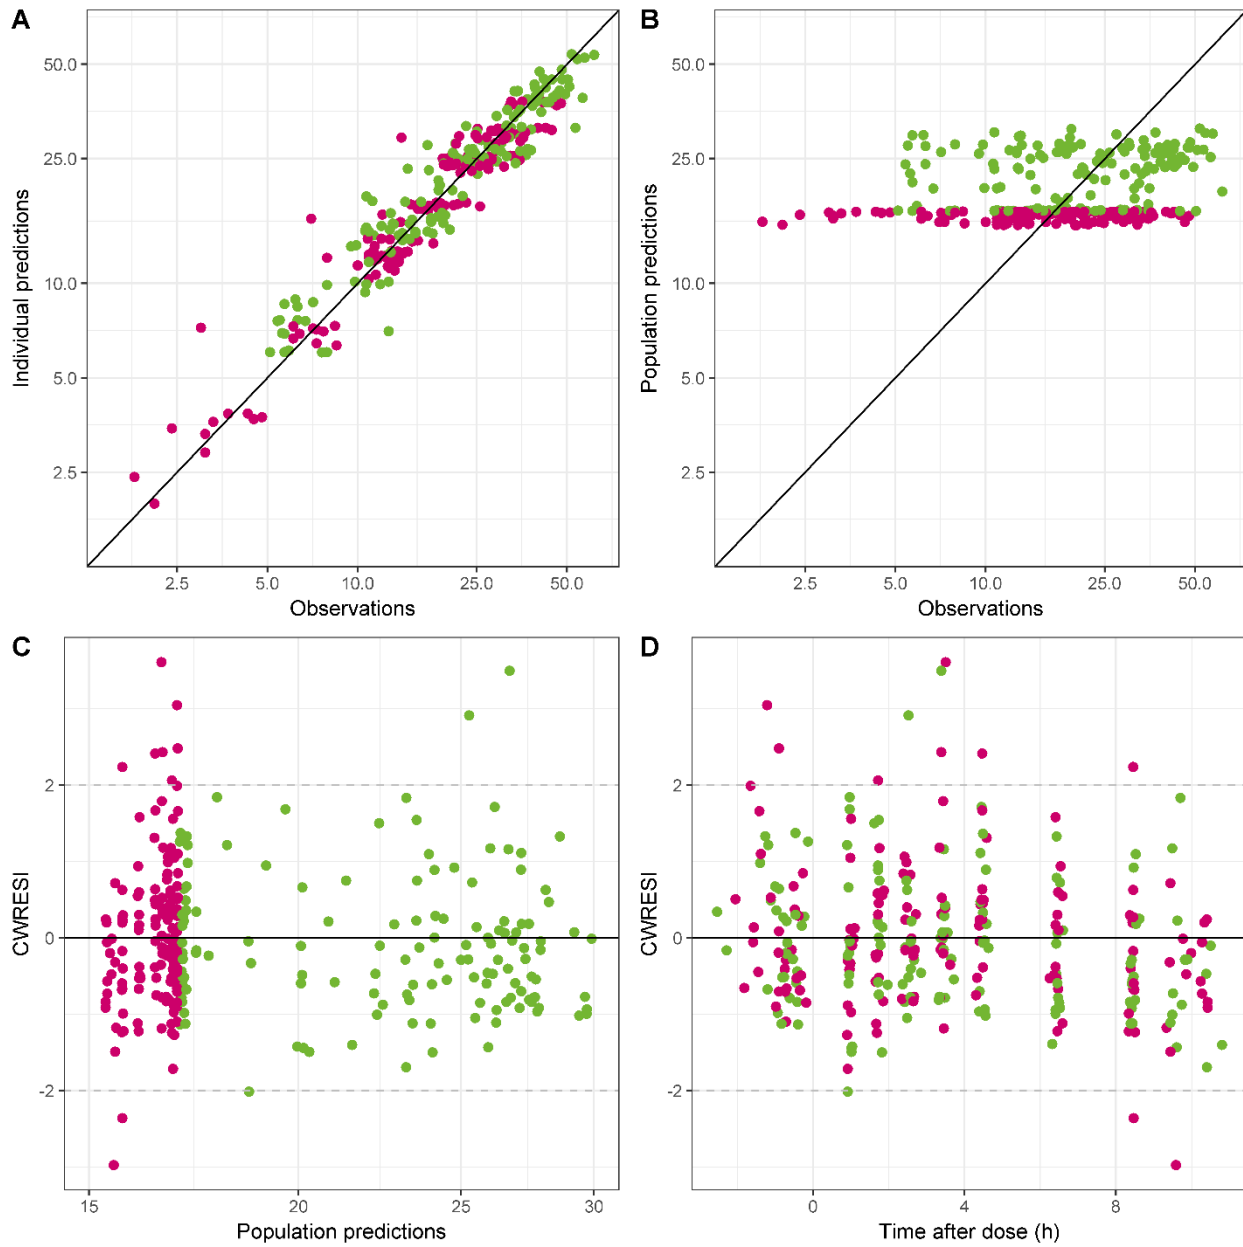 A
Individual predictions
50.0
25.0
10.0
5.0
2.5
2.5 5.0 10.0 25.0 50.0
Observations
B
Population predictions
50.0
25.0
10.0
5.0
2.5
2.5 5.0 10.0 25.0 50.0
Observations
C
CWRESI
2
0
-2
15 20 25 30
Population predictions
D
CWRESI
2
0
-2
0 4 8
Time after dose (h)